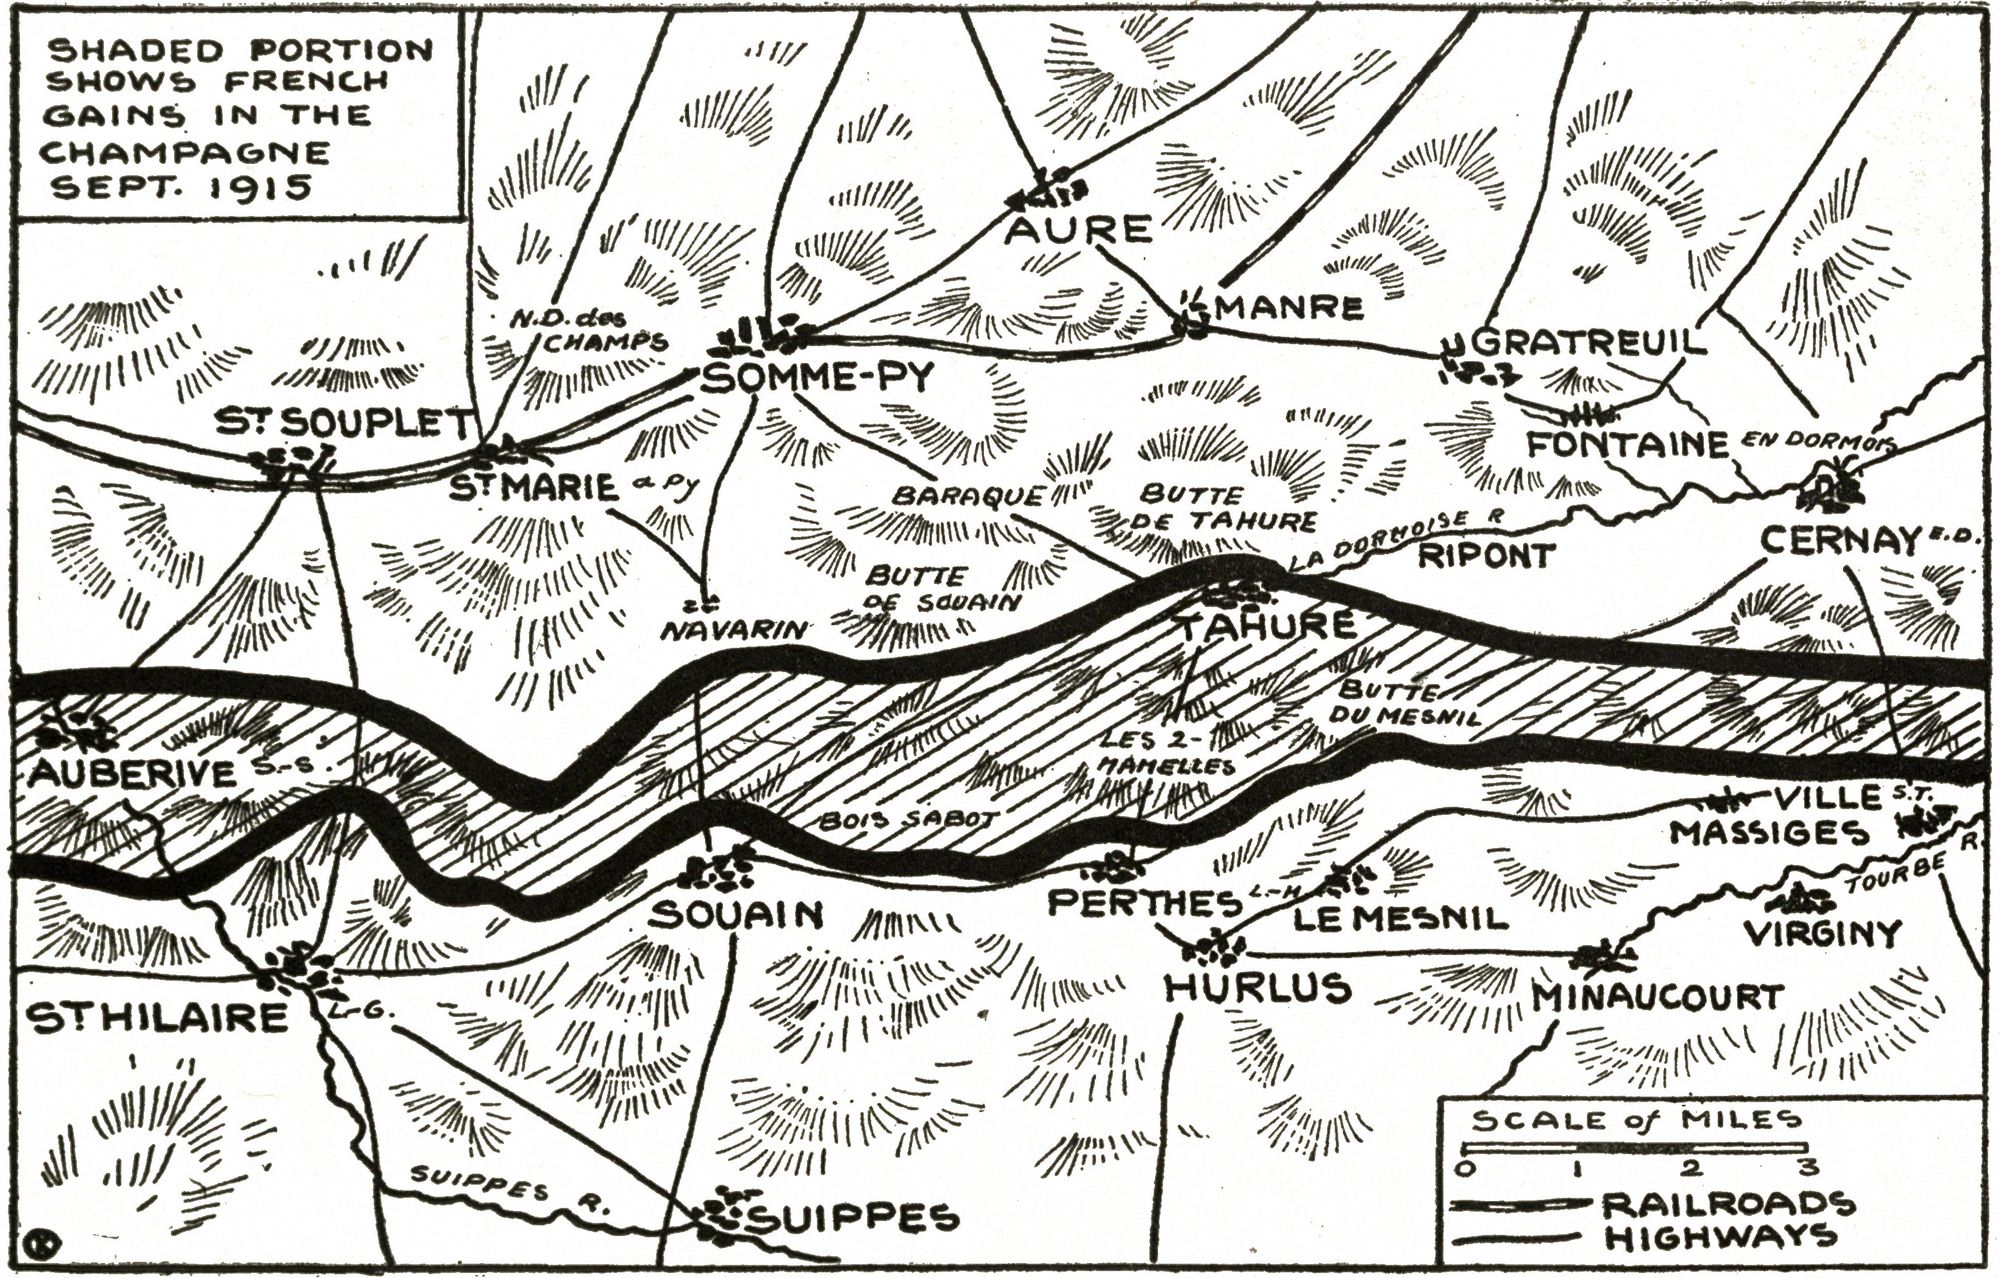 SHADED PORTION
SHOWS FRENCH
GAINS IN THE
CHAMPAGNE
SEPT. 1915
AURE
MANRE
N.D. des
CHAMPS
GRATREUIL
SOMME-PY
ST SOUPLET
FONTAINE EN DORMOIS
ST MARIE a Py
BARAQUE
BUTTE
DE TAHURE
LA DORMOISE R
RIPONT
CERNAY E.D.
BUTTE
DE SOUAIN
NAVARIN
TAHURE
BUTTE
DU MESNIL
LES 2-
MAMELLES
AUBERIVE S.-S.
BOIS SABOT
VILLE S.T.
MASSIGES
TOURBE R.
SOUAIN
PERTHES L-H
LE MESNIL
VIRGINY
HURLUS
MINAUCOURT
ST HILAIRE L-G.
SUIPPES R.
SUIPPES
SCALE of MILES
0 1 2 3
RAILROADS
HIGHWAYS
K